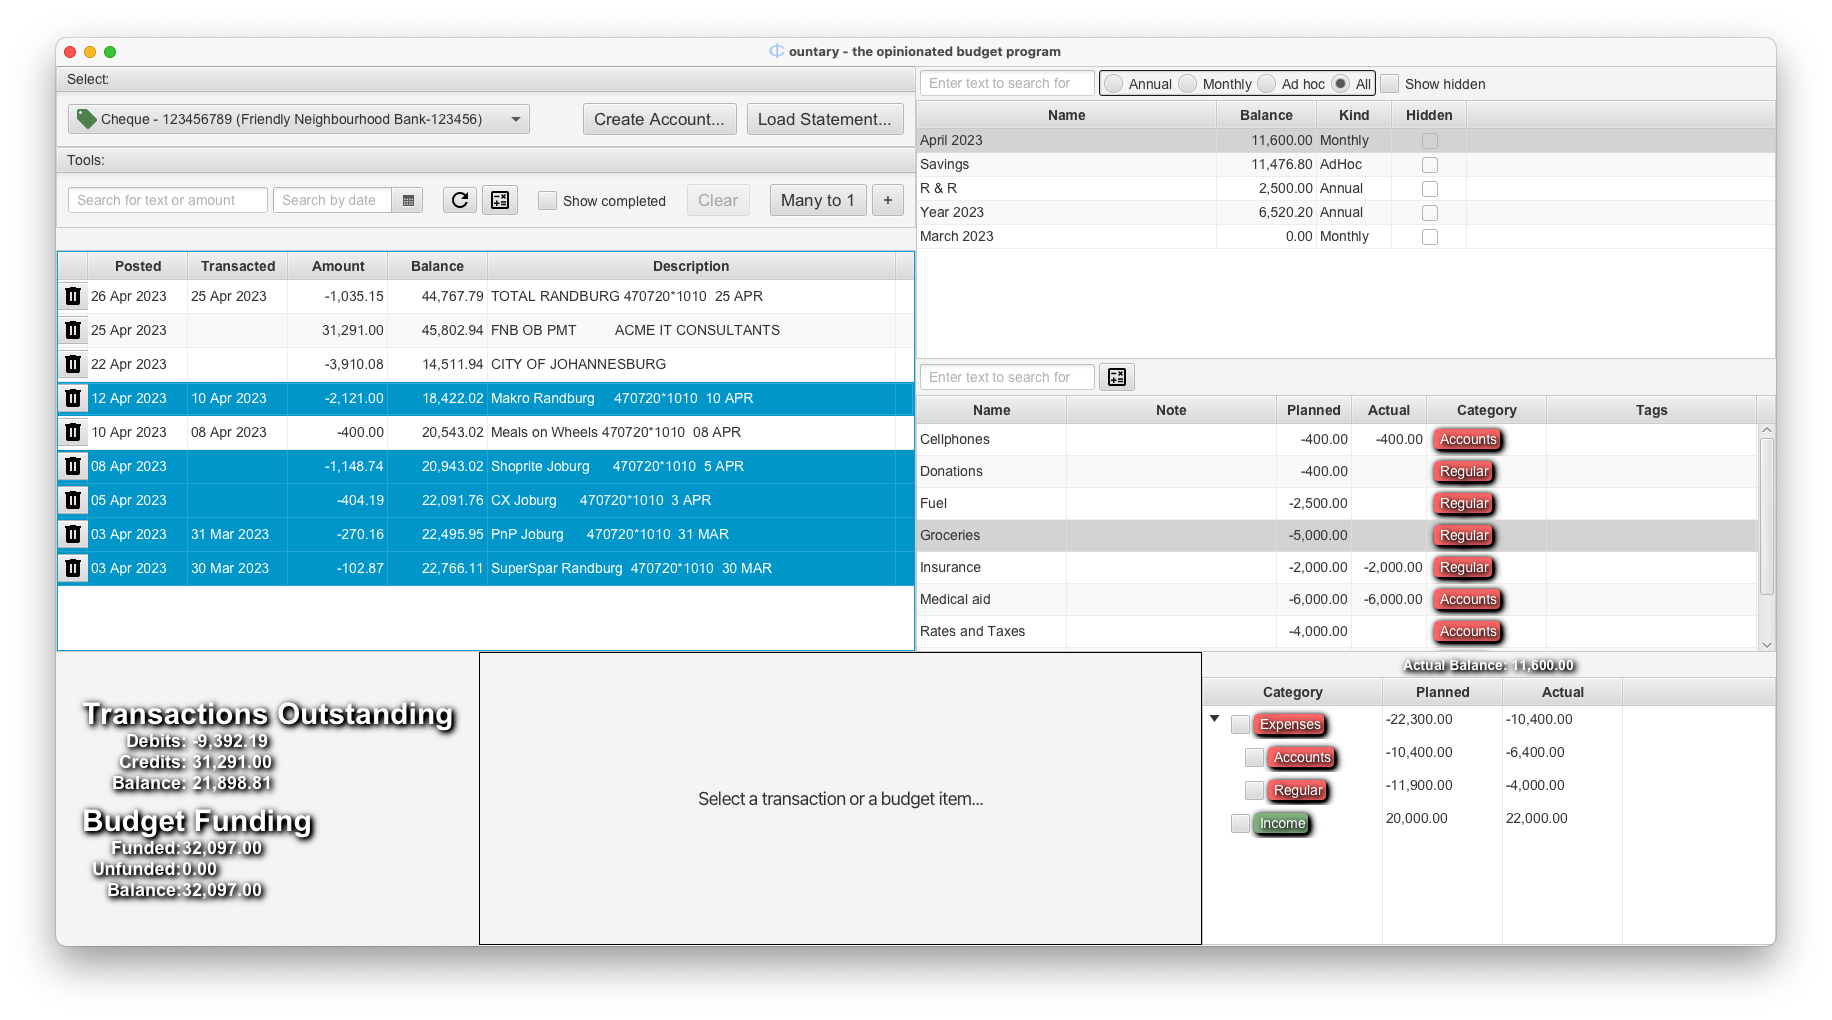 ountary - the opinionated budget program
Select:
Cheque - 123456789 (Friendly Neighbourhood Bank-123456)
Create Account...
Load Statement...
Tools:
Search for text or amount
Search by date
Show completed
Clear
Many to 1
+
Posted Transacted Amount Balance Description
26 Apr 2023 25 Apr 2023 -1,035.15 44,767.79 TOTAL RANDBURG 470720*1010 25 APR
25 Apr 2023 31,291.00 45,802.94 FNB OB PMT ACME IT CONSULTANTS
22 Apr 2023 -3,910.08 14,511.94 CITY OF JOHANNESBURG
12 Apr 2023 10 Apr 2023 -2,121.00 18,422.02 Makro Randburg 470720*1010 10 APR
10 Apr 2023 08 Apr 2023 -400.00 20,543.02 Meals on Wheels 470720*1010 08 APR
08 Apr 2023 -1,148.74 20,943.02 Shoprite Joburg 470720*1010 5 APR
05 Apr 2023 -404.19 22,091.76 CX Joburg 470720*1010 3 APR
03 Apr 2023 31 Mar 2023 -270.16 22,495.95 PnP Joburg 470720*1010 31 MAR
03 Apr 2023 30 Mar 2023 -102.87 22,766.11 SuperSpar Randburg 470720*1010 30 MAR
Enter text to search for
Annual Monthly Ad hoc All Show hidden
Name Balance Kind Hidden
April 2023 11,600.00 Monthly
Savings 11,476.80 AdHoc
R & R 2,500.00 Annual
Year 2023 6,520.20 Annual
March 2023 0.00 Monthly
Enter text to search for
Name Note Planned Actual Category Tags
Cellphones -400.00 -400.00 Accounts
Donations -400.00 Regular
Fuel -2,500.00 Regular
Groceries -5,000.00 Regular
Insurance -2,000.00 -2,000.00 Regular
Medical aid -6,000.00 -6,000.00 Accounts
Rates and Taxes -4,000.00 Accounts
Transactions Outstanding
Debits: -9,392.19
Credits: 31,291.00
Balance: 21,898.81
Budget Funding
Funded:32,097.00
Unfunded:0.00
Balance:32,097.00
Select a transaction or a budget item...
Actual Balance: 11,600.00
Category Planned Actual
Expenses -22,300.00 -10,400.00
Accounts -10,400.00 -6,400.00
Regular -11,900.00 -4,000.00
Income 20,000.00 22,000.00